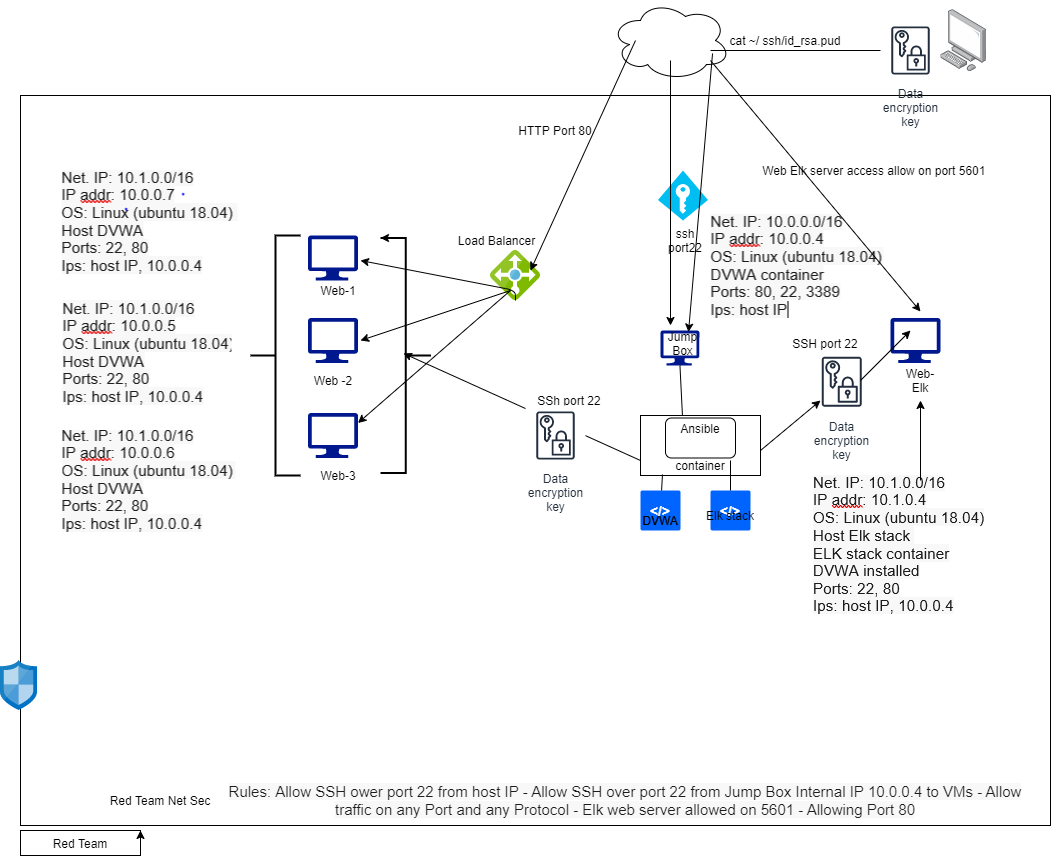 cat ~/ ssh/id_rsa.pud
Data
encryption
key
HTTP Port 80
Web Elk server access allow on port 5601
Net. IP: 10.1.0.0/16
IP addr: 10.0.0.7
OS: Linux (ubuntu 18.04)
Host DVWA
Ports: 22, 80
Ips: host IP, 10.0.0.4
Load Balancer
ssh
port22
Net. IP: 10.0.0.0/16
IP addr: 10.0.0.4
OS: Linux (ubuntu 18.04)
DVWA container
Ports: 80, 22, 3389
Ips: host IP
Web-1
Net. IP: 10.1.0.0/16
IP addr: 10.0.0.5
OS: Linux (ubuntu 18.04)
Host DVWA
Ports: 22, 80
Ips: host IP, 10.0.0.4
Web -2
Jump
Box
SSH port 22
Web-
Elk
SSh port 22
Data
encryption
key
Ansible
container
Data
encryption
key
Net. IP: 10.1.0.0/16
IP addr: 10.0.0.6
OS: Linux (ubuntu 18.04)
Host DVWA
Ports: 22, 80
Ips: host IP, 10.0.0.4
Web-3
</>
DVWA
</>
Elk stack
Net. IP: 10.1.0.0/16
IP addr: 10.1.0.4
OS: Linux (ubuntu 18.04)
Host Elk stack
ELK stack container
DVWA installed
Ports: 22, 80
Ips: host IP, 10.0.0.4
Red Team Net Sec
Rules: Allow SSH ower port 22 from host IP - Allow SSH over port 22 from Jump Box Internal IP 10.0.0.4 to VMs - Allow
traffic on any Port and any Protocol - Elk web server allowed on 5601 - Allowing Port 80
Red Team